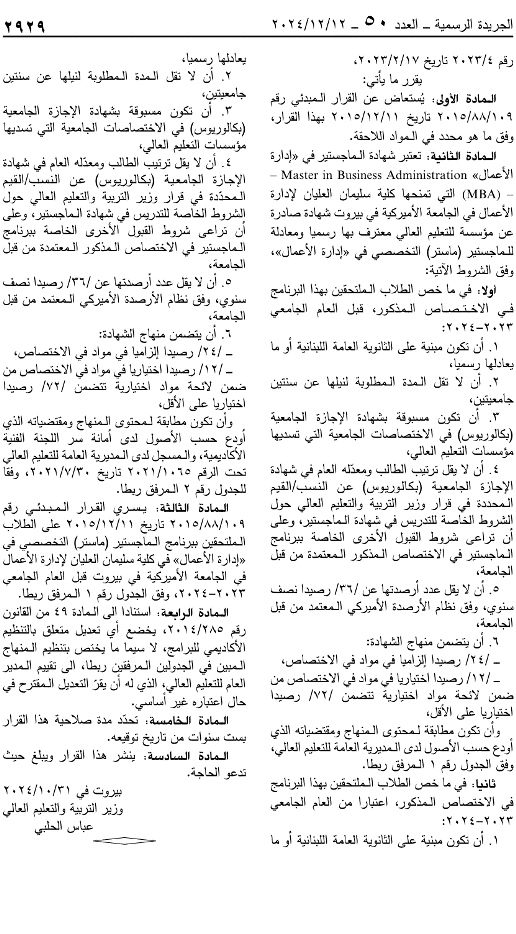 الجريدة الرسمية ـ العدد ٥٠ ـ ٢٠٢٤/١٢/١٢
٢٩٢٩
رقم ٢٠٢٣/٤ تاريخ ٢٠٢٣/٢/١٧،
يقرر ما يأتي:
المادة الأولى: يُستعاض عن القرار المبدئي رقم
٢٠١٥/٨٨/١٠٩ تاريخ ٢٠١٥/١٢/١١ بهذا القرار،
وفق ما هو محدد في المواد اللاحقة.
المادة الثانية: تعتبر شهادة الماجستير في «إدارة
الأعمال» Master in Business Administration –
– (MBA) التي تمنحها كلية سليمان العليان لإدارة
الأعمال في الجامعة الأميركية في بيروت شهادة صادرة
عن مؤسسة للتعليم العالي معترف بها رسميا ومعادلة
للماجستير (ماستر) التخصصي في «إدارة الأعمال»،
وفق الشروط الآتية:
أولا: في ما خص الطلاب الملتحقين بهذا البرنامج
في الاختصاص المذكور، قبل العام الجامعي
٢٠٢٣-٢٠٢٤:
١. أن تكون مبنية على الثانوية العامة اللبنانية أو ما
يعادلها رسميا،
٢. أن لا تقل المدة المطلوبة لنيلها عن سنتين
جامعيتين،
٣. أن تكون مسبوقة بشهادة الإجازة الجامعية
(بكالوريوس) في الاختصاصات الجامعية التي تسديها
مؤسسات التعليم العالي،
٤. أن لا يقل ترتيب الطالب ومعدّله العام في شهادة
الإجازة الجامعية (بكالوريوس) عن النسب/القيم
المحددة في قرار وزير التربية والتعليم العالي حول
الشروط الخاصة للتدريس في شهادة الماجستير، وعلى
أن تراعى شروط القبول الأخرى الخاصة ببرنامج
الماجستير في الاختصاص المذكور المعتمدة من قبل
الجامعة،
٥. أن لا يقل عدد أرصدتها عن /٣٦/ رصيدا نصف
سنوي، وفق نظام الأرصدة الأميركي المعتمد من قبل
الجامعة،
٦. أن يتضمن منهاج الشهادة:
ـ /٢٤/ رصيدا إلزاميا في مواد في الاختصاص،
ـ /١٢/ رصيدا اختياريا في مواد في الاختصاص من
ضمن لائحة مواد اختيارية تتضمن /٧٢/ رصيدا
اختياريا على الأقل،
وأن تكون مطابقة لمحتوى المنهاج ومقتضياته الذي
أودع حسب الأصول لدى المديرية العامة للتعليم العالي،
وفق الجدول رقم ١ المرفق ربطا.
ثانيا: في ما خص الطلاب الملتحقين بهذا البرنامج
في الاختصاص المذكور، اعتبارا من العام الجامعي
٢٠٢٣-٢٠٢٤:
١. أن تكون مبنية على الثانوية العامة اللبنانية أو ما
يعادلها رسميا،
٢. أن لا تقل المدة المطلوبة لنيلها عن سنتين
جامعيتين،
٣. أن تكون مسبوقة بشهادة الإجازة الجامعية
(بكالوريوس) في الاختصاصات الجامعية التي تسديها
مؤسسات التعليم العالي،
٤. أن لا يقل ترتيب الطالب ومعدّله العام في شهادة
الإجازة الجامعية (بكالوريوس) عن النسب/القيم
المحدّدة في قرار وزير التربية والتعليم العالي حول
الشروط الخاصة للتدريس في شهادة الماجستير، وعلى
أن تراعى شروط القبول الأخرى الخاصة ببرنامج
الماجستير في الاختصاص المذكور المعتمدة من قبل
الجامعة،
٥. أن لا يقل عدد أرصدتها عن /٣٦/ رصيدا نصف
سنوي، وفق نظام الأرصدة الأميركي المعتمد من قبل
الجامعة،
٦. أن يتضمن منهاج الشهادة:
ـ /٢٤/ رصيدا إلزاميا في مواد في الاختصاص،
ـ /١٢/ رصيدا اختياريا في مواد في الاختصاص من
ضمن لائحة مواد اختيارية تتضمن /٧٢/ رصيدا
اختياريا على الأقل،
وأن تكون مطابقة لمحتوى المنهاج ومقتضياته الذي
أودع حسب الأصول لدى أمانة سر اللجنة الفنية
الأكاديمية، والمسجل لدى المديرية العامة للتعليم العالي
تحت الرقم ٢٠٢١/١٠٦٥ تاريخ ٢٠٢١/٧/٣٠، وفقا
للجدول رقم ٢ المرفق ربطا.
المادة الثالثة: يسري القرار المبدئي رقم
٢٠١٥/٨٨/١٠٩ تاريخ ٢٠١٥/١٢/١١ على الطلاب
الملتحقين ببرنامج الماجستير (ماستر) التخصصي في
«إدارة الأعمال» في كلية سليمان العليان لإدارة الأعمال
في الجامعة الأميركية في بيروت قبل العام الجامعي
٢٠٢٣-٢٠٢٤، وفق الجدول رقم ١ المرفق ربطا.
المادة الرابعة: استنادا الى المادة ٤٩ من القانون
رقم ٢٠١٤/٢٨٥، يخضع أي تعديل متعلق بالتنظيم
الأكاديمي للبرامج، لا سيما ما يختص بتنظيم المنهاج
المبين في الجدولين المرفقين ربطا، الى تقييم المدير
العام للتعليم العالي، الذي له أن يقرّ التعديل المقترح في
حال اعتباره غير أساسي.
المادة الخامسة: تحدّد مدة صلاحية هذا القرار
بست سنوات من تاريخ توقيعه.
المادة السادسة: ينشر هذا القرار ويبلغ حيث
تدعو الحاجة.
بيروت في ٢٠٢٤/١٠/٣١
وزير التربية والتعليم العالي
عباس الحلبي